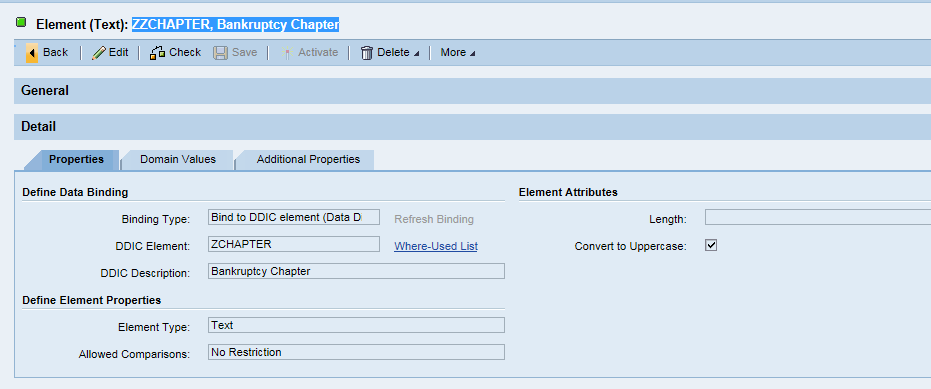 Element (Text): ZZCHAPTER, Bankruptcy Chapter
Back Edit Check Save Activate Delete More
General
Detail
Properties Domain Values Additional Properties
Define Data Binding Element Attributes
Binding Type: Bind to DDIC element (Data D Refresh Binding Length:
DDIC Element: ZCHAPTER Where-Used List Convert to Uppercase:
DDIC Description: Bankruptcy Chapter
Define Element Properties
Element Type: Text
Allowed Comparisons: No Restriction